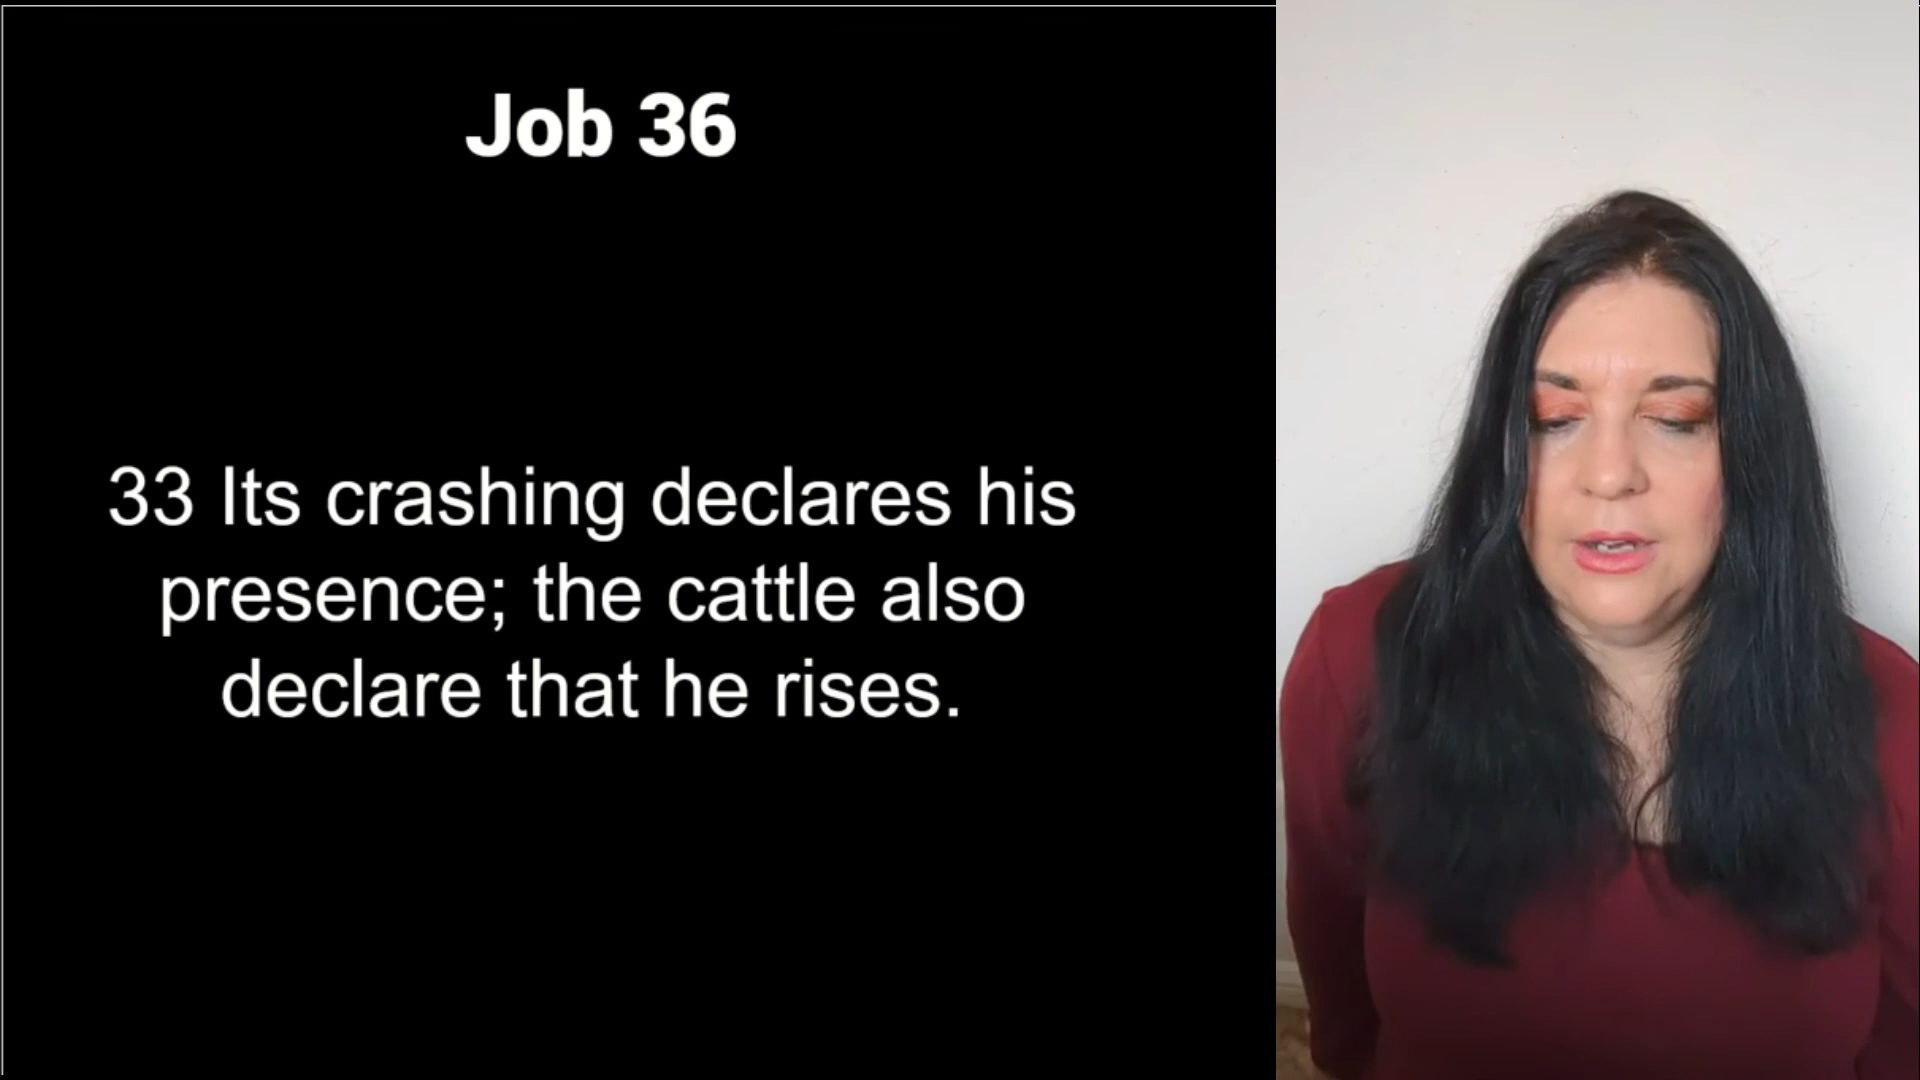 Job 36
33 Its crashing declares his
presence; the cattle also
declare that he rises.